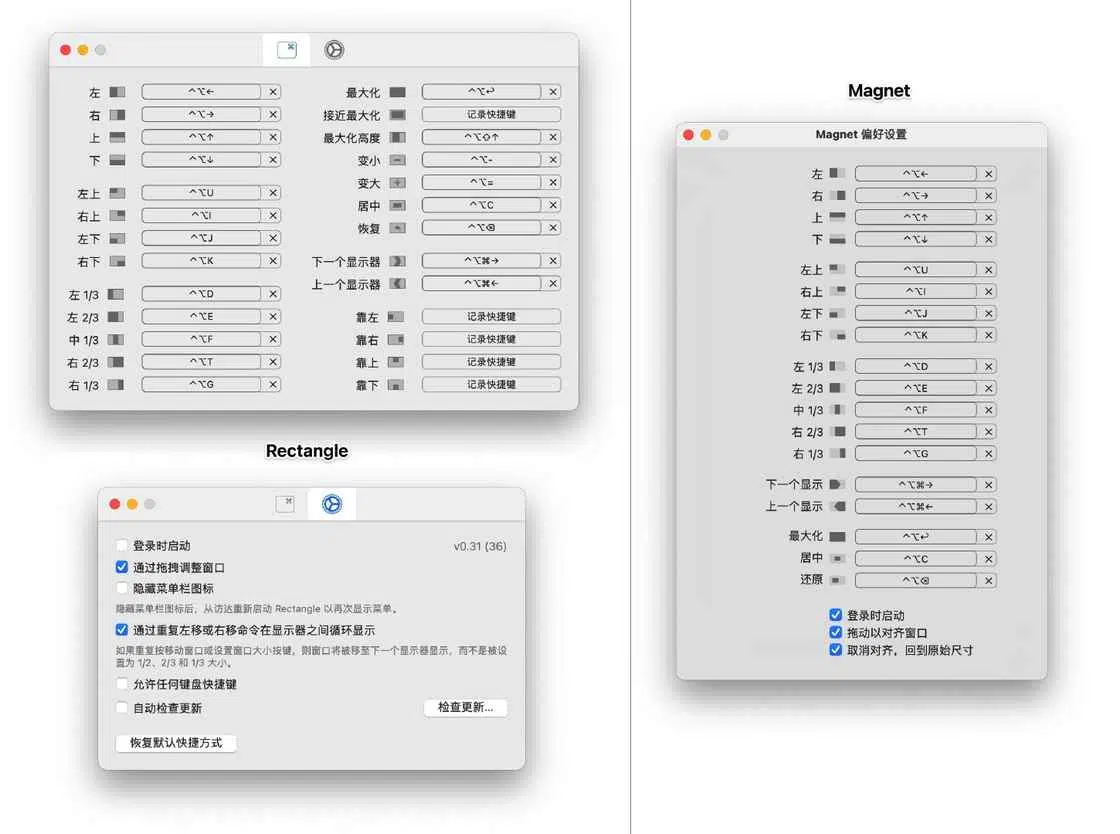 左 ^⌥← ×
右 ^⌥→ ×
上 ^⌥↑ ×
下 ^⌥↓ ×
左上 ^⌥U ×
右上 ^⌥I ×
左下 ^⌥J ×
右下 ^⌥K ×
左 1/3 ^⌥D ×
左 2/3 ^⌥E ×
中 1/3 ^⌥F ×
右 2/3 ^⌥T ×
右 1/3 ^⌥G ×
最大化 ^⌥↩ ×
接近最大化 记录快捷键
最大化高度 ^⌥⇧↑ ×
变小 ^⌥- ×
变大 ^⌥= ×
居中 ^⌥C ×
恢复 ^⌥⌫ ×
下一个显示器 ^⌥⌘→ ×
上一个显示器 ^⌥⌘← ×
靠左 记录快捷键
靠右 记录快捷键
靠上 记录快捷键
靠下 记录快捷键
Rectangle
登录时启动 v0.31 (36)
通过拖拽调整窗口
隐藏菜单栏图标
隐藏菜单栏图标后，从访达重新启动 Rectangle 以再次显示菜单。
通过重复左移或右移命令在显示器之间循环显示
如果重复按移动窗口或设置窗口大小按键，则窗口将被移至下一个显示器显示，而不是被设
置为 1/2、2/3 和 1/3 大小。
允许任何键盘快捷键
自动检查更新 检查更新...
恢复默认快捷方式
Magnet
Magnet 偏好设置
左 ^⌥← ×
右 ^⌥→ ×
上 ^⌥↑ ×
下 ^⌥↓ ×
左上 ^⌥U ×
右上 ^⌥I ×
左下 ^⌥J ×
右下 ^⌥K ×
左 1/3 ^⌥D ×
左 2/3 ^⌥E ×
中 1/3 ^⌥F ×
右 2/3 ^⌥T ×
右 1/3 ^⌥G ×
下一个显示 ^⌥⌘→ ×
上一个显示 ^⌥⌘← ×
最大化 ^⌥↩ ×
居中 ^⌥C ×
还原 ^⌥⌫ ×
登录时启动
拖动以对齐窗口
取消对齐，回到原始尺寸